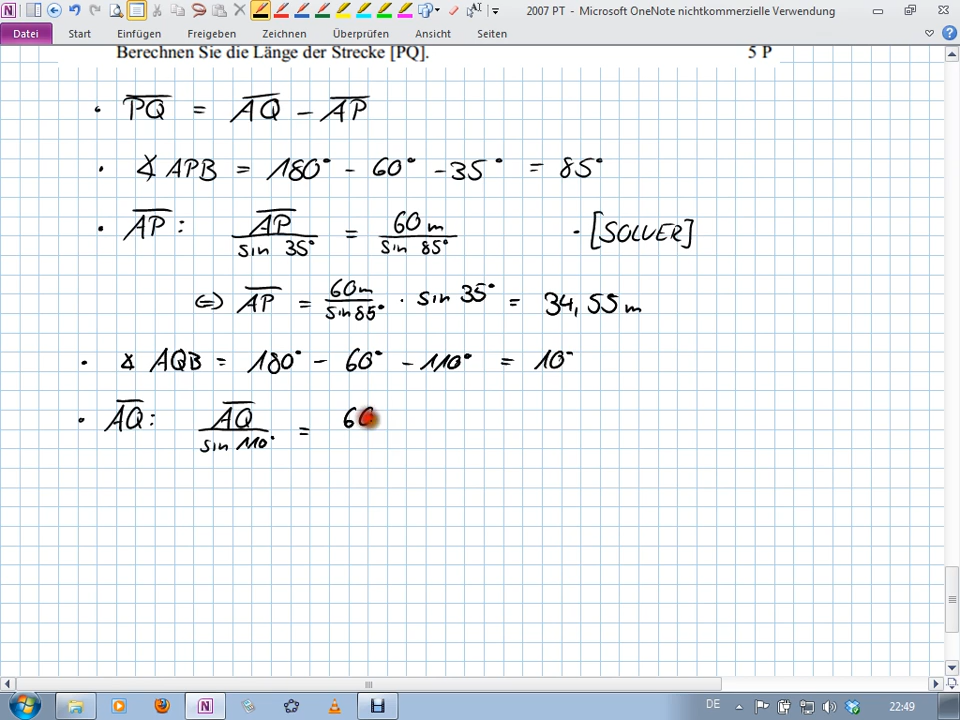 2007 PT - Microsoft OneNote nichtkommerzielle Verwendung
Datei Start Einfügen Freigeben Zeichnen Überprüfen Ansicht Seiten
Berechnen Sie die Länge der Strecke [PQ]. 5 P
• PQ = AQ - AP
• ∢ APB = 180° - 60° - 35° = 85°
• AP: AP / sin 35° = 60 m / sin 85° • [SOLVER]
⇔ AP = 60m / sin 85° · sin 35° = 34,55 m
• ∢ AQB = 180° - 60° - 110° = 10°
• AQ: AQ / sin 110° = 60
DE 22:49